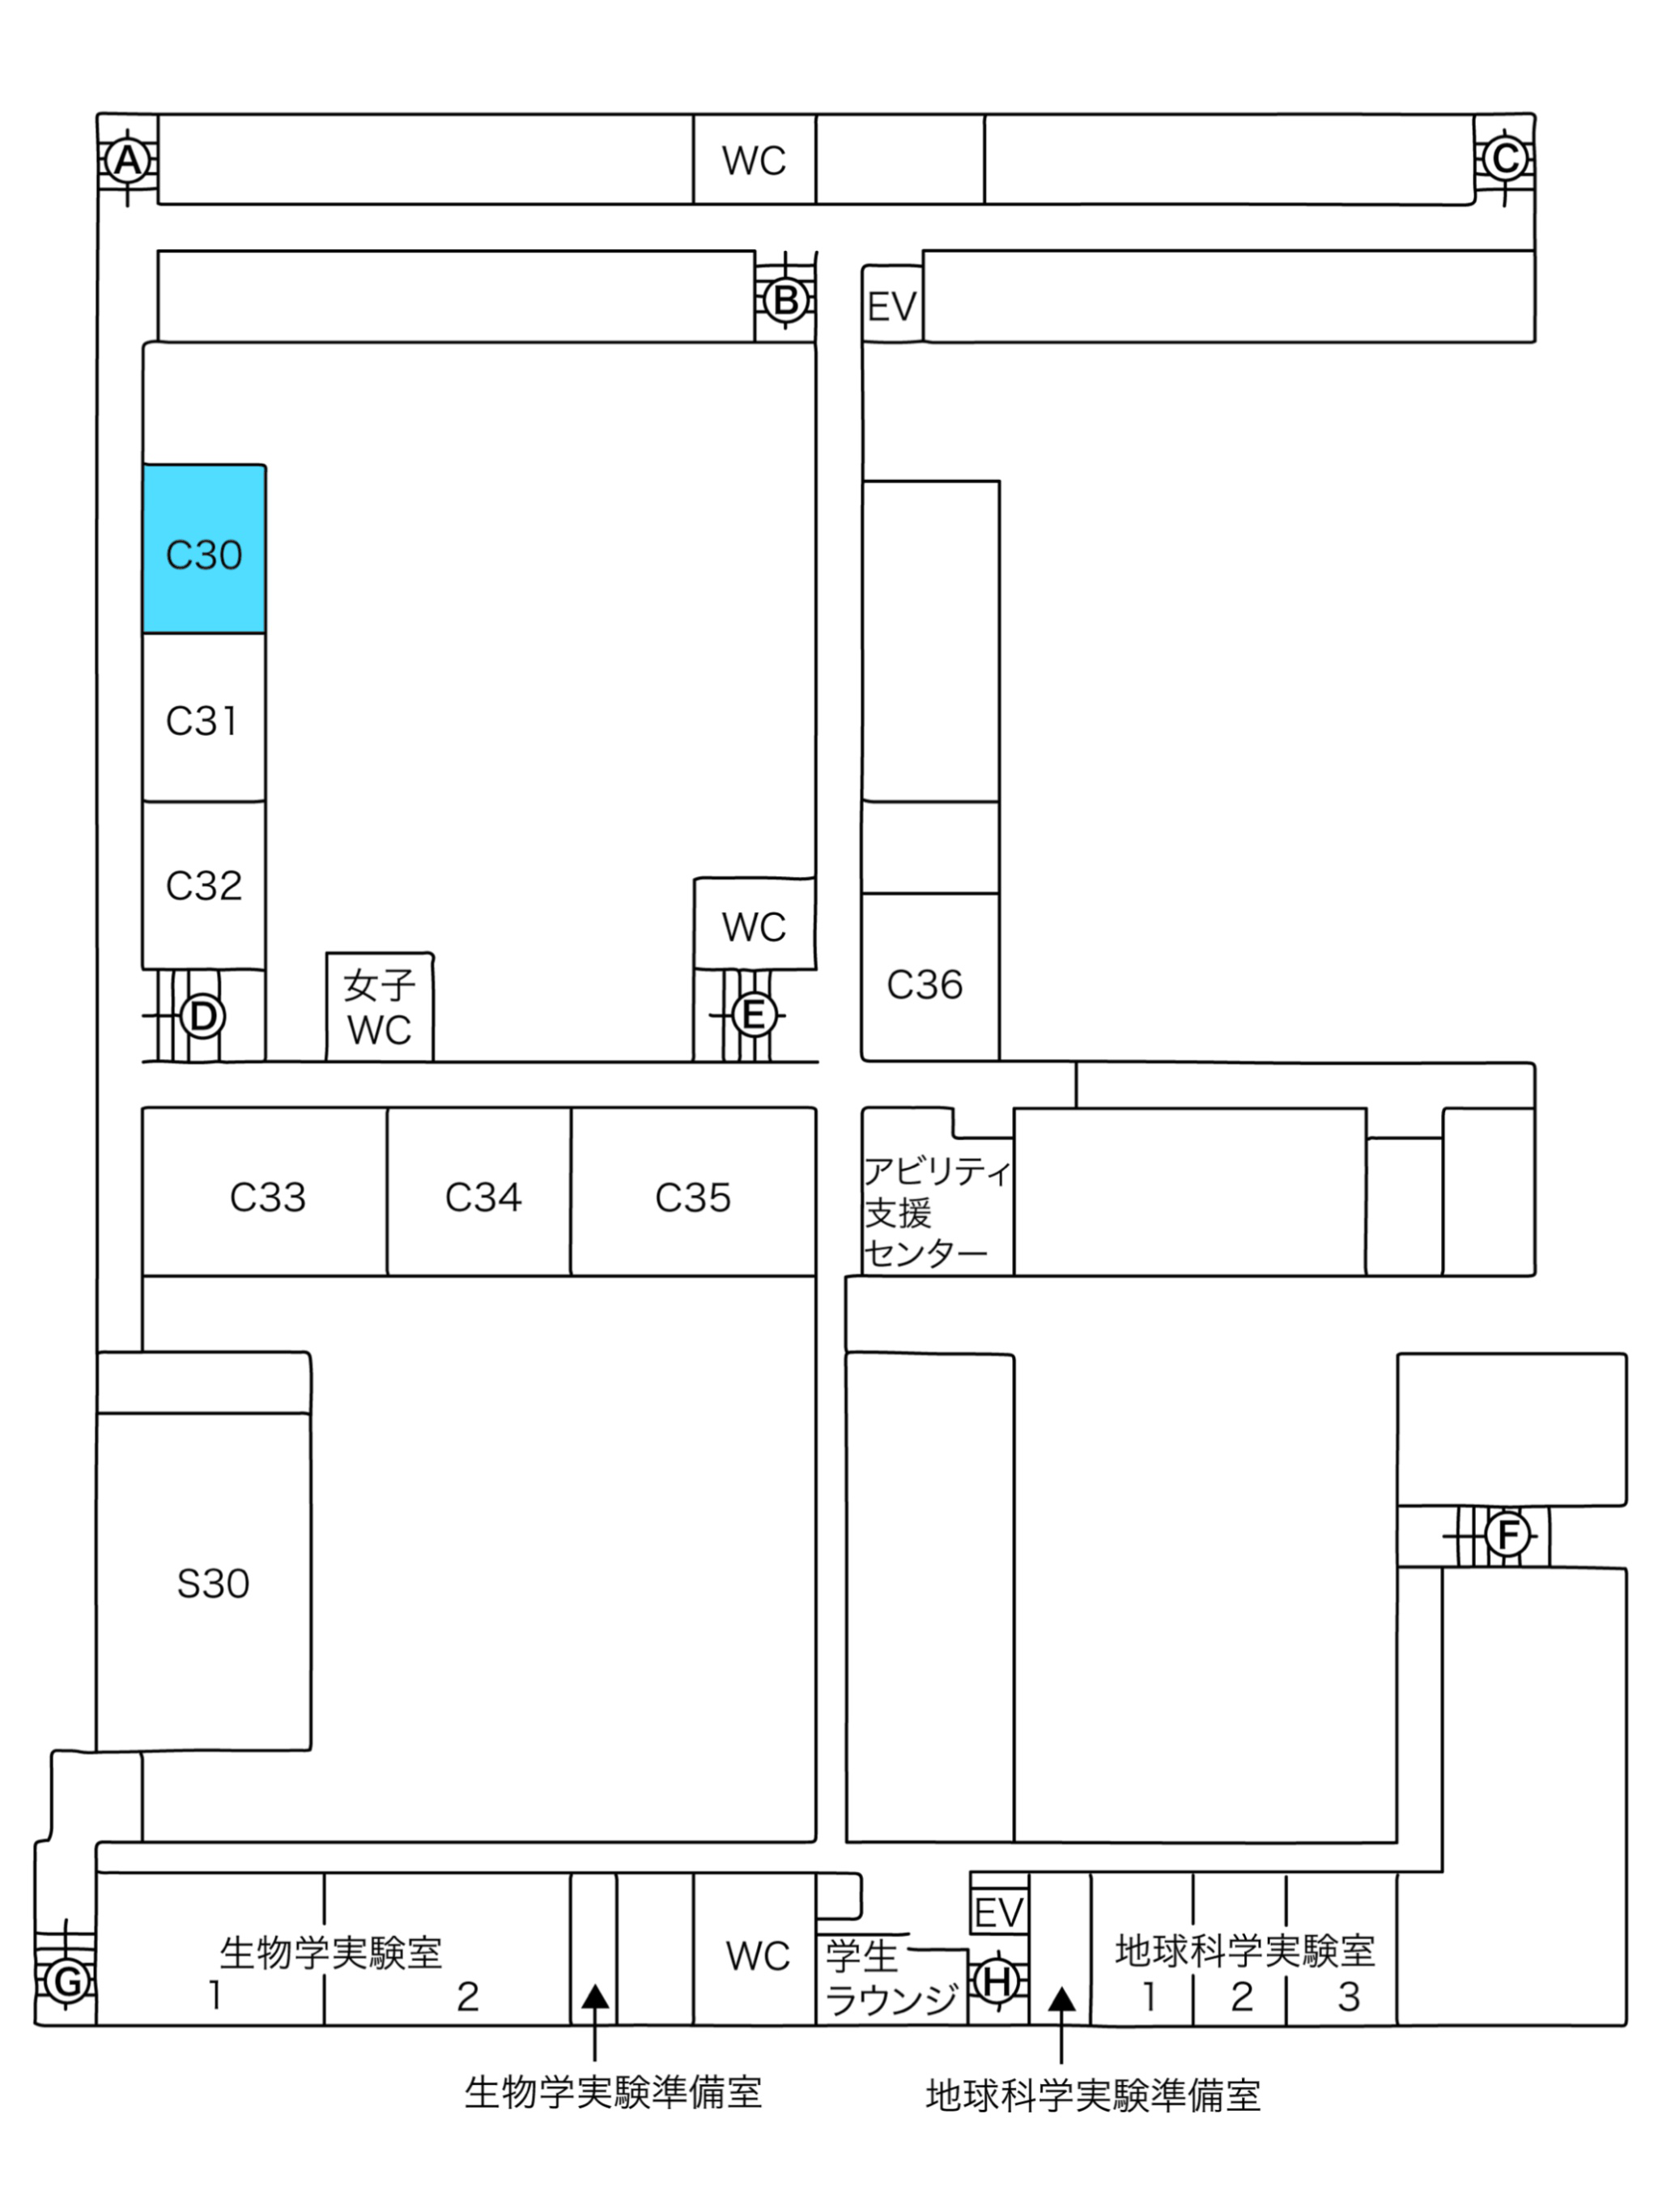 A
WC
C
B
EV
C30
C31
C32
WC
女子
WC
C36
D
E
C33
C34
C35
アビリティ
支援
センター
F
S30
EV
生物学実験室
1
2
WC
学生
ラウンジ
G
H
地球科学実験室
1
2
3
生物学実験準備室
地球科学実験準備室